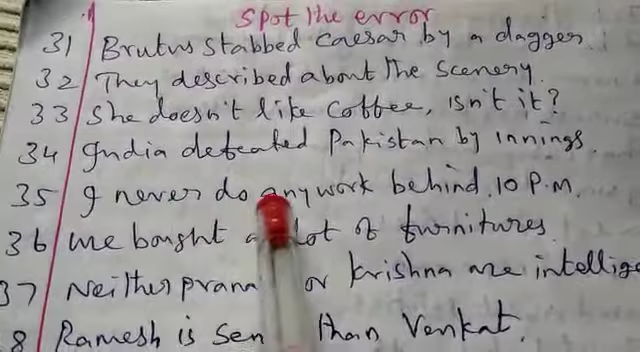 Spot the error
31 Brutus stabbed Caesar by a dagger.
32 They described about the scenery.
33 She doesn't like coffee, isn't it?
34 India defeated Pakistan by innings.
35 I never do any work behind 10 P.M.
36 We bought a lot of furnitures.
37 Neither or Krishna are
8 Ramesh is than Venkat.